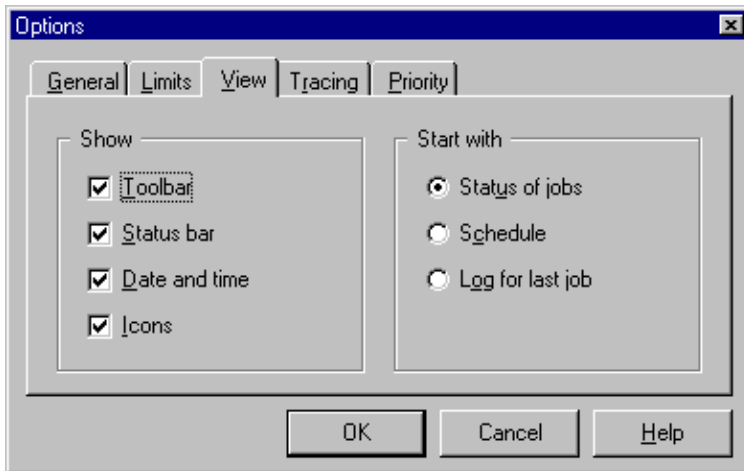 Options
General Limits View Tracing Priority
Show
Toolbar
Status bar
Date and time
Icons
Start with
Status of jobs
Schedule
Log for last job
OK Cancel Help